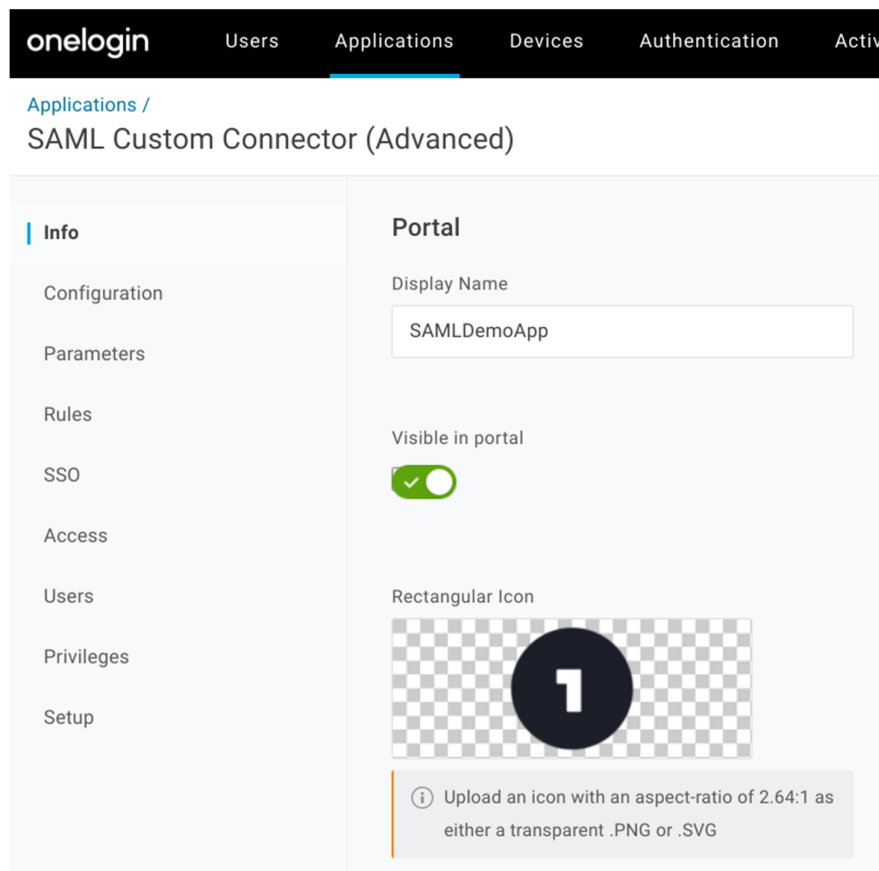 onelogin Users Applications Devices Authentication Activ
Applications /
SAML Custom Connector (Advanced)
Info
Configuration
Parameters
Rules
SSO
Access
Users
Privileges
Setup
Portal
Display Name
SAMLDemoApp
Visible in portal
Rectangular Icon
1
Upload an icon with an aspect-ratio of 2.64:1 as
either a transparent .PNG or .SVG